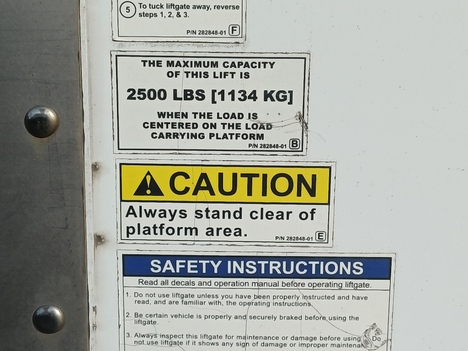 5 To tuck liftgate away, reverse
steps 1, 2, & 3.
P/N 282848-01 F
THE MAXIMUM CAPACITY
OF THIS LIFT IS
2500 LBS [1134 KG]
WHEN THE LOAD IS
CENTERED ON THE LOAD
CARRYING PLATFORM
P/N 282848-01 B
CAUTION
Always stand clear of
platform area.
P/N 282848-01 E
SAFETY INSTRUCTIONS
Read all decals and operation manual before operating liftgate.
1. Do not use liftgate unless you have been properly instructed and have
read, and are familiar with, the operating instructions.
2. Be certain vehicle is properly and securely braked before using the
liftgate.
3. Always inspect this liftgate for maintenance or damage before using
not use liftgate if it shows any sign of damage or improper maintenan
Do